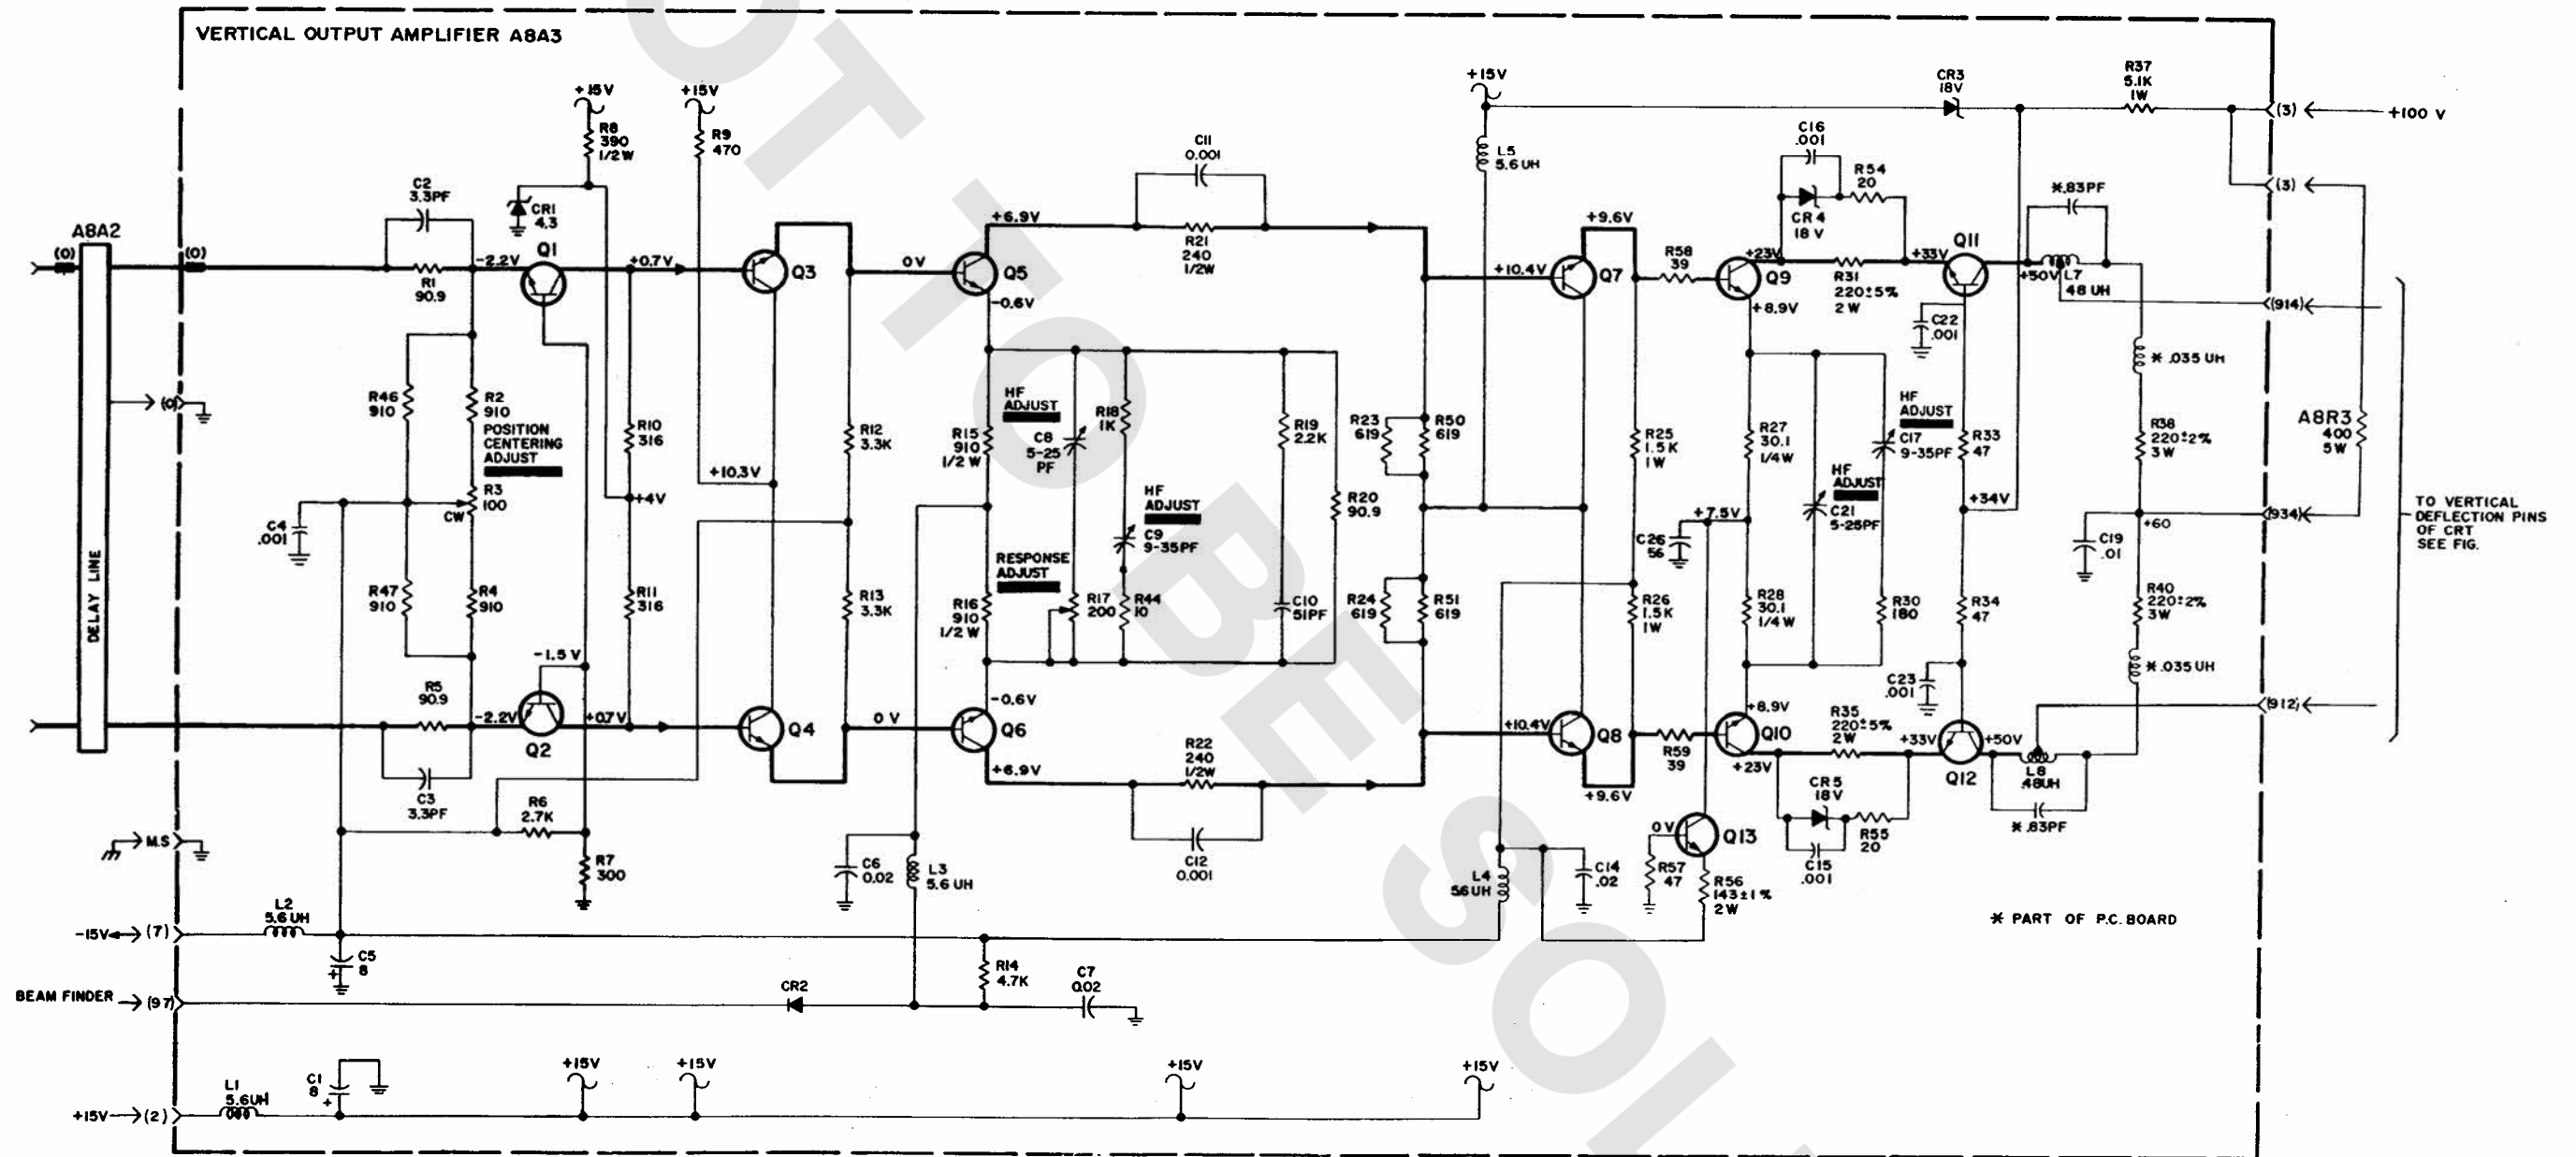 VERTICAL OUTPUT AMPLIFIER A8A3
+15V
R8
390
1/2W
+15V
R9
470
C2
3.3PF
CR1
4.3
A8A2
(0)
(0)
R1
90.9
-2.2V
Q1
+0.7V
Q3
0V
Q5
+6.9V
-0.6V
C11
0.001
R21
240
1/2W
+15V
L5
5.6 UH
+9.6V
+10.4V
Q7
R58
39
CR3
18V
C16
.001
R54
20
CR4
18 V
+23V
Q9
R31
220±5%
2 W
+8.9V
+33V
Q11
C22
.001
R37
5.1K
1W
(3)
+100 V
(3)
*.83PF
+50V
L7
48 UH
(914)
* .035 UH
DELAY LINE
(0)
R46
910
R2
910
POSITION
CENTERING
ADJUST
R3
100
CW
C4
.001
R47
910
R4
910
R10
316
+4V
R11
316
+10.3V
R12
3.3K
R13
3.3K
R15
910
1/2 W
R16
910
1/2 W
HF
ADJUST
C8
5-25
PF
R18
1K
HF
ADJUST
C9
9-35PF
RESPONSE
ADJUST
R17
200
R44
10
R19
2.2K
C10
51PF
R20
90.9
R23
619
R50
619
R24
619
R51
619
R25
1.5K
1W
R26
1.5K
1W
C26
56
+7.5V
R27
30.1
1/4W
R28
30.1
1/4W
HF
ADJUST
C17
9-35PF
HF
ADJUST
C21
5-25PF
R30
180
R33
47
+34V
R34
47
C23
.001
R38
220±2%
3W
A8R3
400
5W
(934)
+60
C19
.01
R40
220±2%
3W
* .035 UH
TO VERTICAL
DEFLECTION PINS
OF CRT
SEE FIG.
(912)
-1.5 V
R5
90.9
-2.2V
Q2
+0.7V
C3
3.3PF
Q4
0 V
-0.6V
Q6
+6.9V
R22
240
1/2W
C12
0.001
+10.4V
Q8
+9.6V
R59
39
+8.9V
Q10
+23V
R35
220±5%
2W
+33V
Q12
+50V
L8
.48UH
* .83PF
CR5
18V
R55
20
C15
.001
R6
2.7K
R7
300
M.S
C6
0.02
L3
5.6 UH
L4
5.6 UH
C14
.02
0V
Q13
R57
47
R56
143±1%
2W
* PART OF P.C. BOARD
L2
5.6 UH
-15V
(7)
C5
8
R14
4.7K
C7
0.02
BEAM FINDER
(97)
CR2
C1
8
L1
5.6UH
+15V
(2)
+15V
+15V
+15V
+15V
NOT TO BE SOL